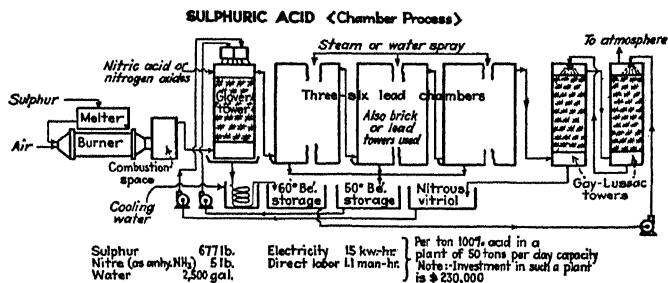 SULPHURIC ACID <Chamber Process>
To atmosphere
Steam or water spray
Nitric acid or
nitrogen oxides
Glover
tower
Three-six lead chambers
Also brick
or lead
towers used
Sulphur
Melter
Air
Burner
Combustion
space
Cooling
water
60° Be'.
storage
50° Be'.
storage
Nitrous
vitriol
Gay-Lussac
towers
Sulphur 677 lb.
Nitre (as anhy. NH3) 5 lb.
Water 2,500 gal.
Electricity 15 kw.-hr.
Direct labor 1.1 man-hr.
Per ton 100% acid in a
plant of 50 tons per day capacity
Note:-Investment in such a plant
is $230,000